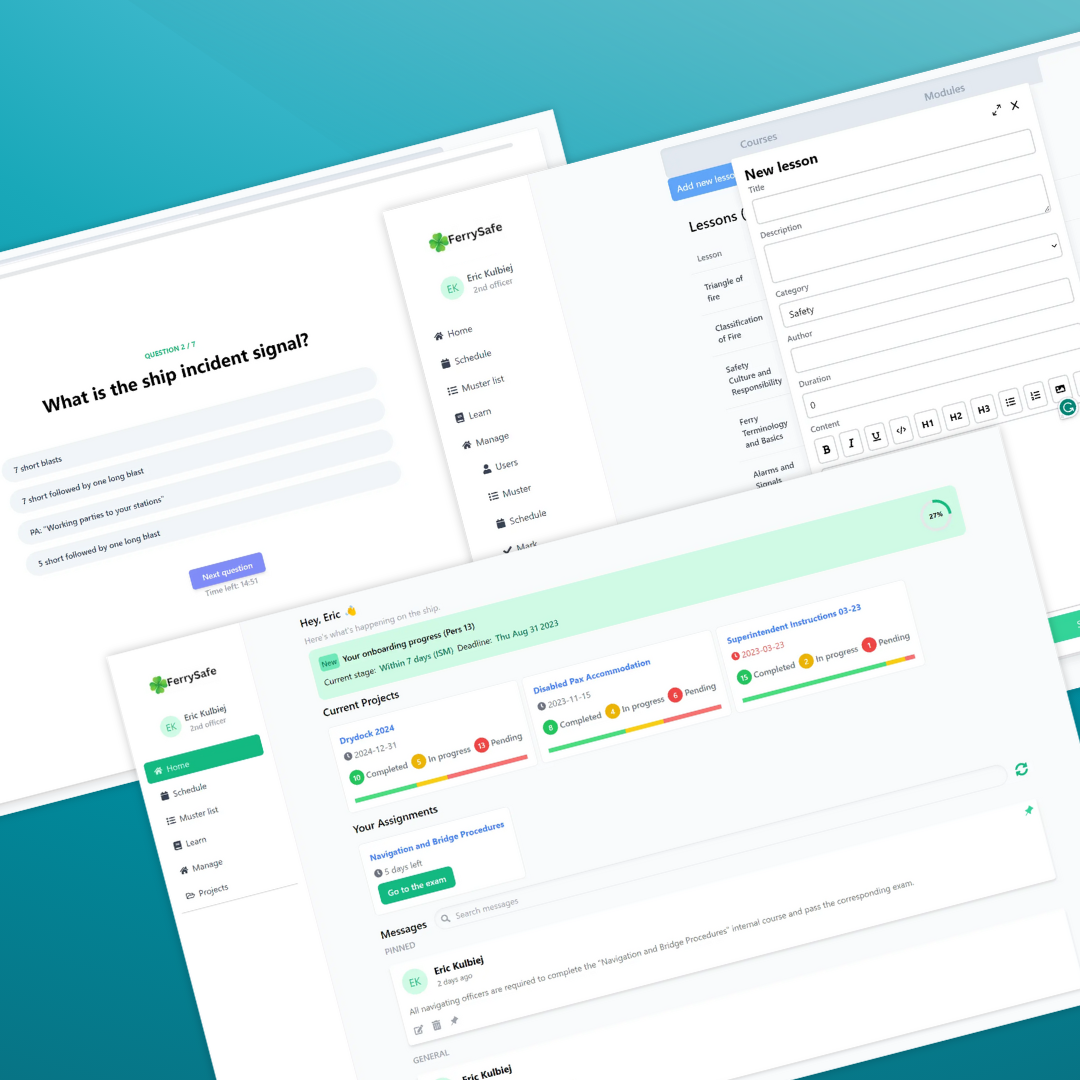 QUESTION 2 / 7
What is the ship incident signal?
7 short blasts
7 short followed by one long blast
PA: "Working parties to your stations"
5 short followed by one long blast
Next question
Time left: 14:51
FerrySafe
EK
Eric Kulbiej
2nd officer
Home
Schedule
Muster list
Learn
Manage
Users
Muster
Schedule
Mark
Courses
Modules
Add new lesso
Lessons (
Lesson
Triangle of
fire
Classification
of Fire
Safety
Culture and
Responsibility
Ferry
Terminology
and Basics
Alarms and
Signals
New lesson
Title
Description
Category
Safety
Author
Duration
0
Content
B I U </> H1 H2 H3
FerrySafe
EK
Eric Kulbiej
2nd officer
Home
Schedule
Muster list
Learn
Manage
Projects
Hey, Eric 👋
Here's what's happening on the ship.
New Your onboarding progress (Pers 13)
Current stage: Within 7 days (ISM) Deadline: Thu Aug 31 2023
27%
Current Projects
Drydock 2024
2024-12-31
10 Completed 5 In progress 13 Pending
Disabled Pax Accommodation
2023-11-15
8 Completed 4 In progress 6 Pending
Superintendent Instructions 03-23
2023-03-23
15 Completed 2 In progress 1 Pending
Your Assignments
Navigation and Bridge Procedures
5 days left
Go to the exam
Messages
Search messages
PINNED
EK
Eric Kulbiej
2 days ago
All navigating officers are required to complete the "Navigation and Bridge Procedures" internal course and pass the corresponding exam.
GENERAL
Eric Kulbiej